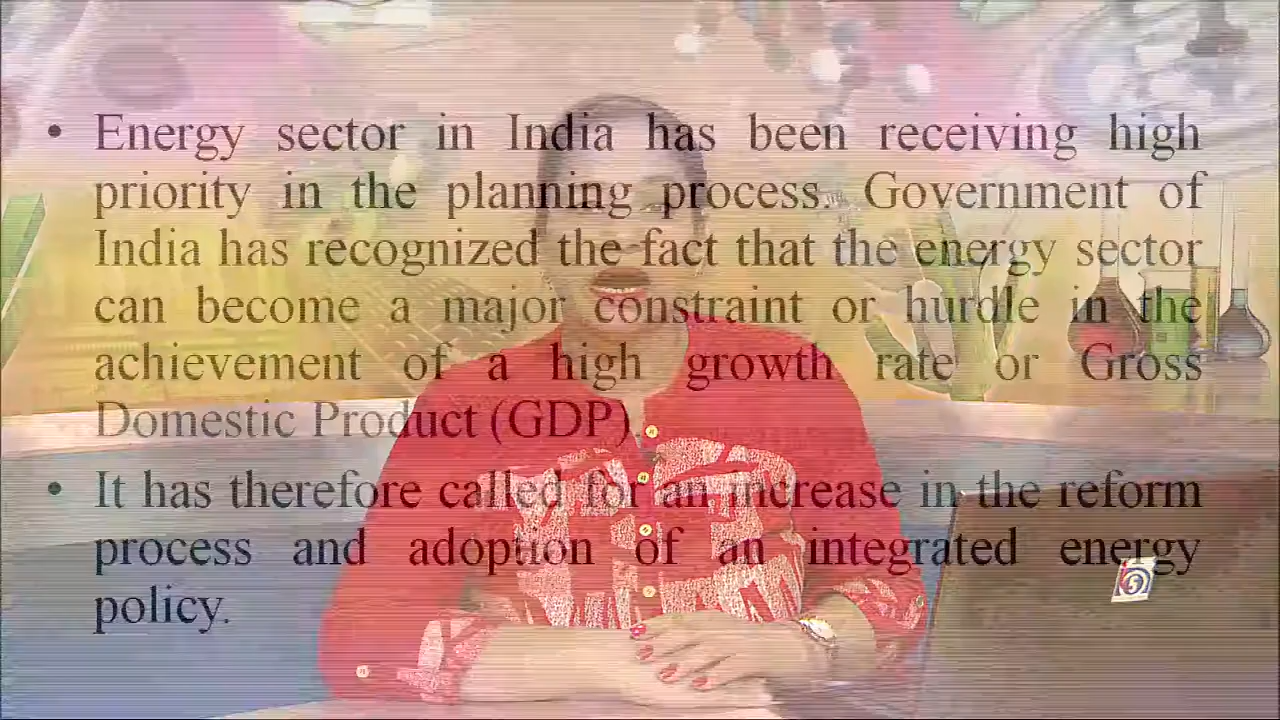 • Energy sector in India has been receiving high
priority in the planning process. Government of
India has recognized the fact that the energy sector
can become a major constraint or hurdle in the
achievement of a high growth rate or Gross
Domestic Product (GDP).
• It has therefore called for an increase in the reform
process and adoption of an integrated energy
policy.